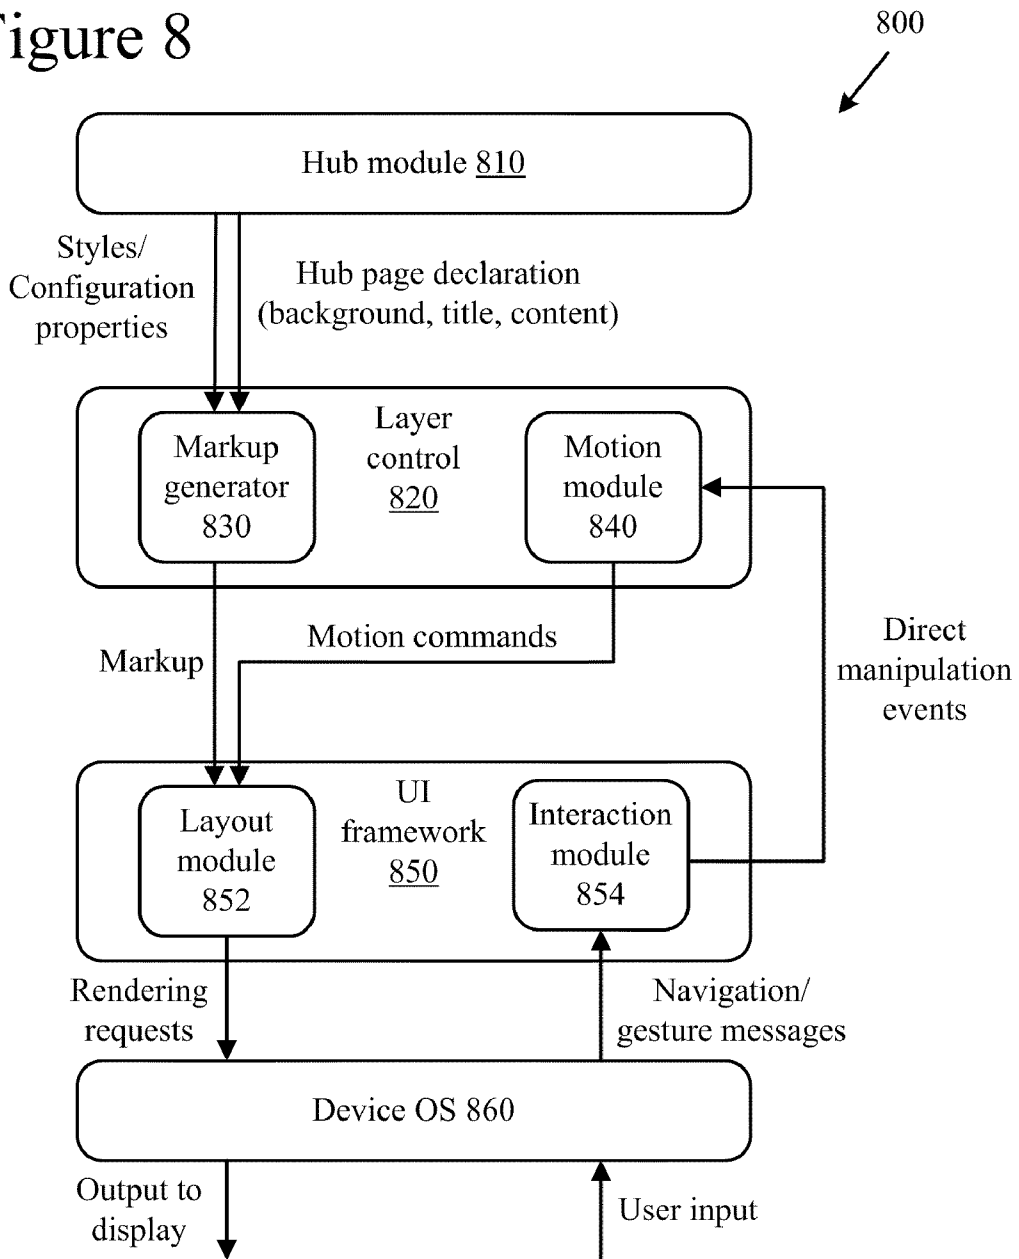 igure 8
800
Hub module 810
Styles/
Configuration
properties
Hub page declaration
(background, title, content)
Markup
generator
830
Layer
control
820
Motion
module
840
Markup
Motion commands
Direct
manipulation
events
Layout
module
852
UI
framework
850
Interaction
module
854
Rendering
requests
Navigation/
gesture messages
Device OS 860
Output to
display
User input